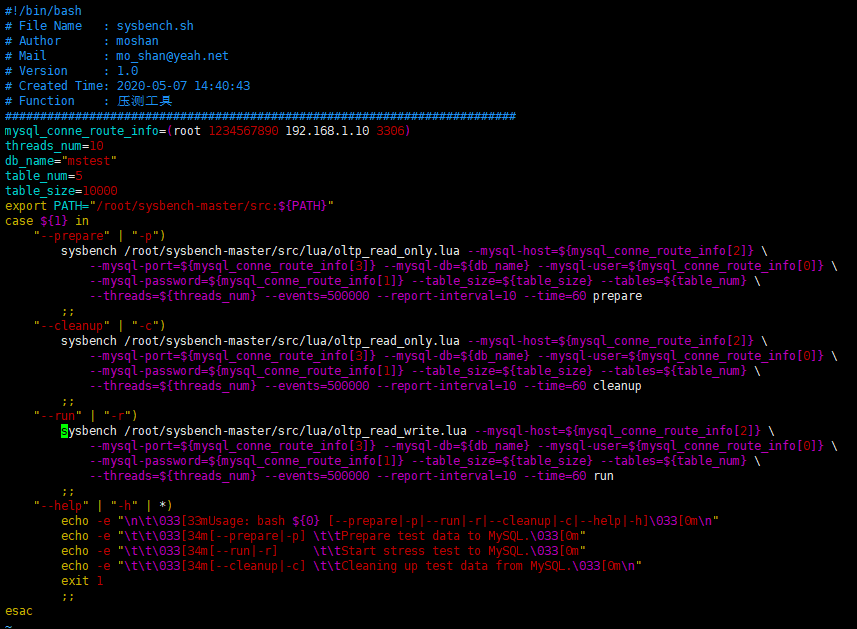 #!/bin/bash
# File Name   : sysbench.sh
# Author      : moshan
# Mail        : mo_shan@yeah.net
# Version     : 1.0
# Created Time: 2020-05-07 14:40:43
# Function    : 压测工具
#########################################################################
mysql_conne_route_info=(root 1234567890 192.168.1.10 3306)
threads_num=10
db_name="mstest"
table_num=5
table_size=10000
export PATH="/root/sysbench-master/src:${PATH}"
case ${1} in
    "--prepare" | "-p")
        sysbench /root/sysbench-master/src/lua/oltp_read_only.lua --mysql-host=${mysql_conne_route_info[2]} \
            --mysql-port=${mysql_conne_route_info[3]} --mysql-db=${db_name} --mysql-user=${mysql_conne_route_info[0]} \
            --mysql-password=${mysql_conne_route_info[1]} --table_size=${table_size} --tables=${table_num} \
            --threads=${threads_num} --events=500000 --report-interval=10 --time=60 prepare
        ;;
    "--cleanup" | "-c")
        sysbench /root/sysbench-master/src/lua/oltp_read_only.lua --mysql-host=${mysql_conne_route_info[2]} \
            --mysql-port=${mysql_conne_route_info[3]} --mysql-db=${db_name} --mysql-user=${mysql_conne_route_info[0]} \
            --mysql-password=${mysql_conne_route_info[1]} --table_size=${table_size} --tables=${table_num} \
            --threads=${threads_num} --events=500000 --report-interval=10 --time=60 cleanup
        ;;
    "--run" | "-r")
        sysbench /root/sysbench-master/src/lua/oltp_read_write.lua --mysql-host=${mysql_conne_route_info[2]} \
            --mysql-port=${mysql_conne_route_info[3]} --mysql-db=${db_name} --mysql-user=${mysql_conne_route_info[0]} \
            --mysql-password=${mysql_conne_route_info[1]} --table_size=${table_size} --tables=${table_num} \
            --threads=${threads_num} --events=500000 --report-interval=10 --time=60 run
        ;;
    "--help" | "-h" | *)
        echo -e "\n\t\033[33mUsage: bash ${0} [--prepare|-p|--run|-r|--cleanup|-c|--help|-h]\033[0m\n"
        echo -e "\t\t\033[34m[--prepare|-p] \t\tPrepare test data to MySQL.\033[0m"
        echo -e "\t\t\033[34m[--run|-r]     \t\tStart stress test to MySQL.\033[0m"
        echo -e "\t\t\033[34m[--cleanup|-c] \t\tCleaning up test data from MySQL.\033[0m\n"
        exit 1
        ;;
esac
~